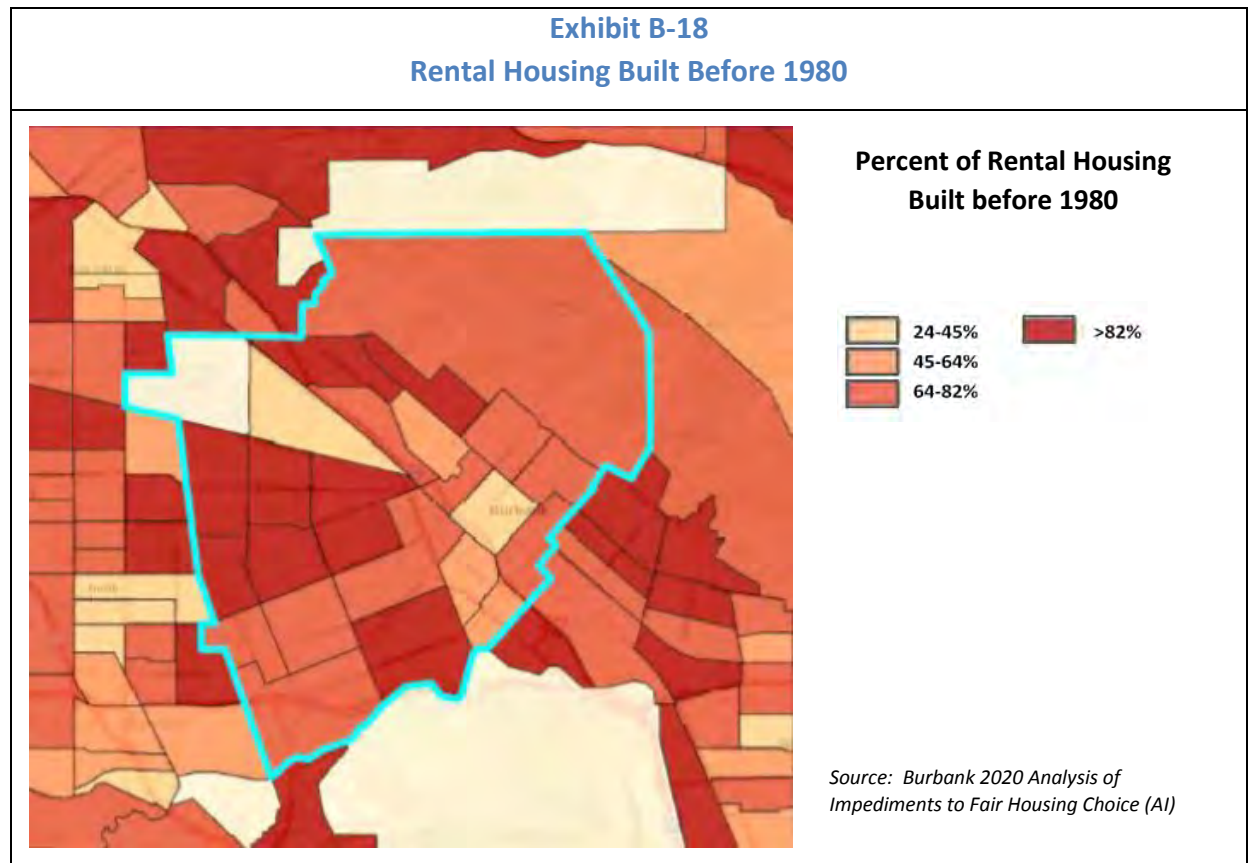 Exhibit B-18
Rental Housing Built Before 1980
Percent of Rental Housing
Built before 1980
24-45%
>82%
45-64%
64-82%
Burbank
Source: Burbank 2020 Analysis of
Impediments to Fair Housing Choice (AI)